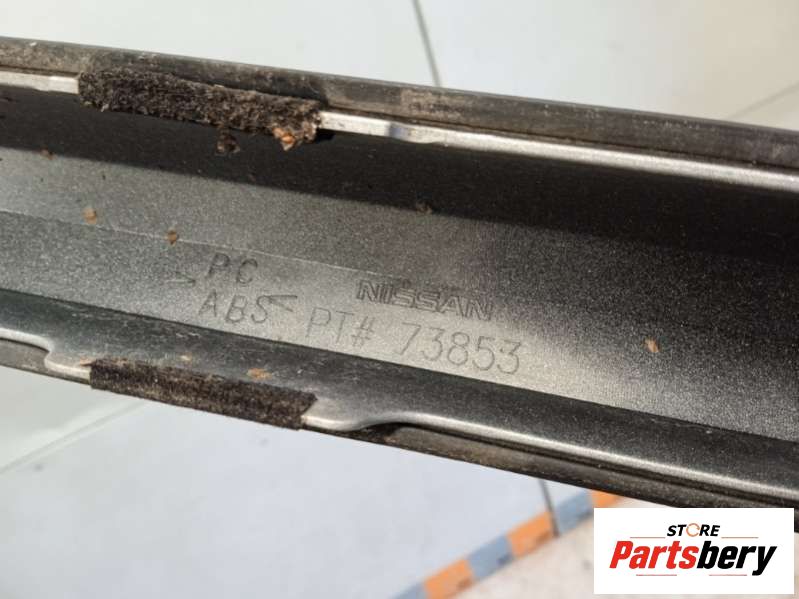 PC NISSAN
ABS PT# 73853
STORE
Partsbery